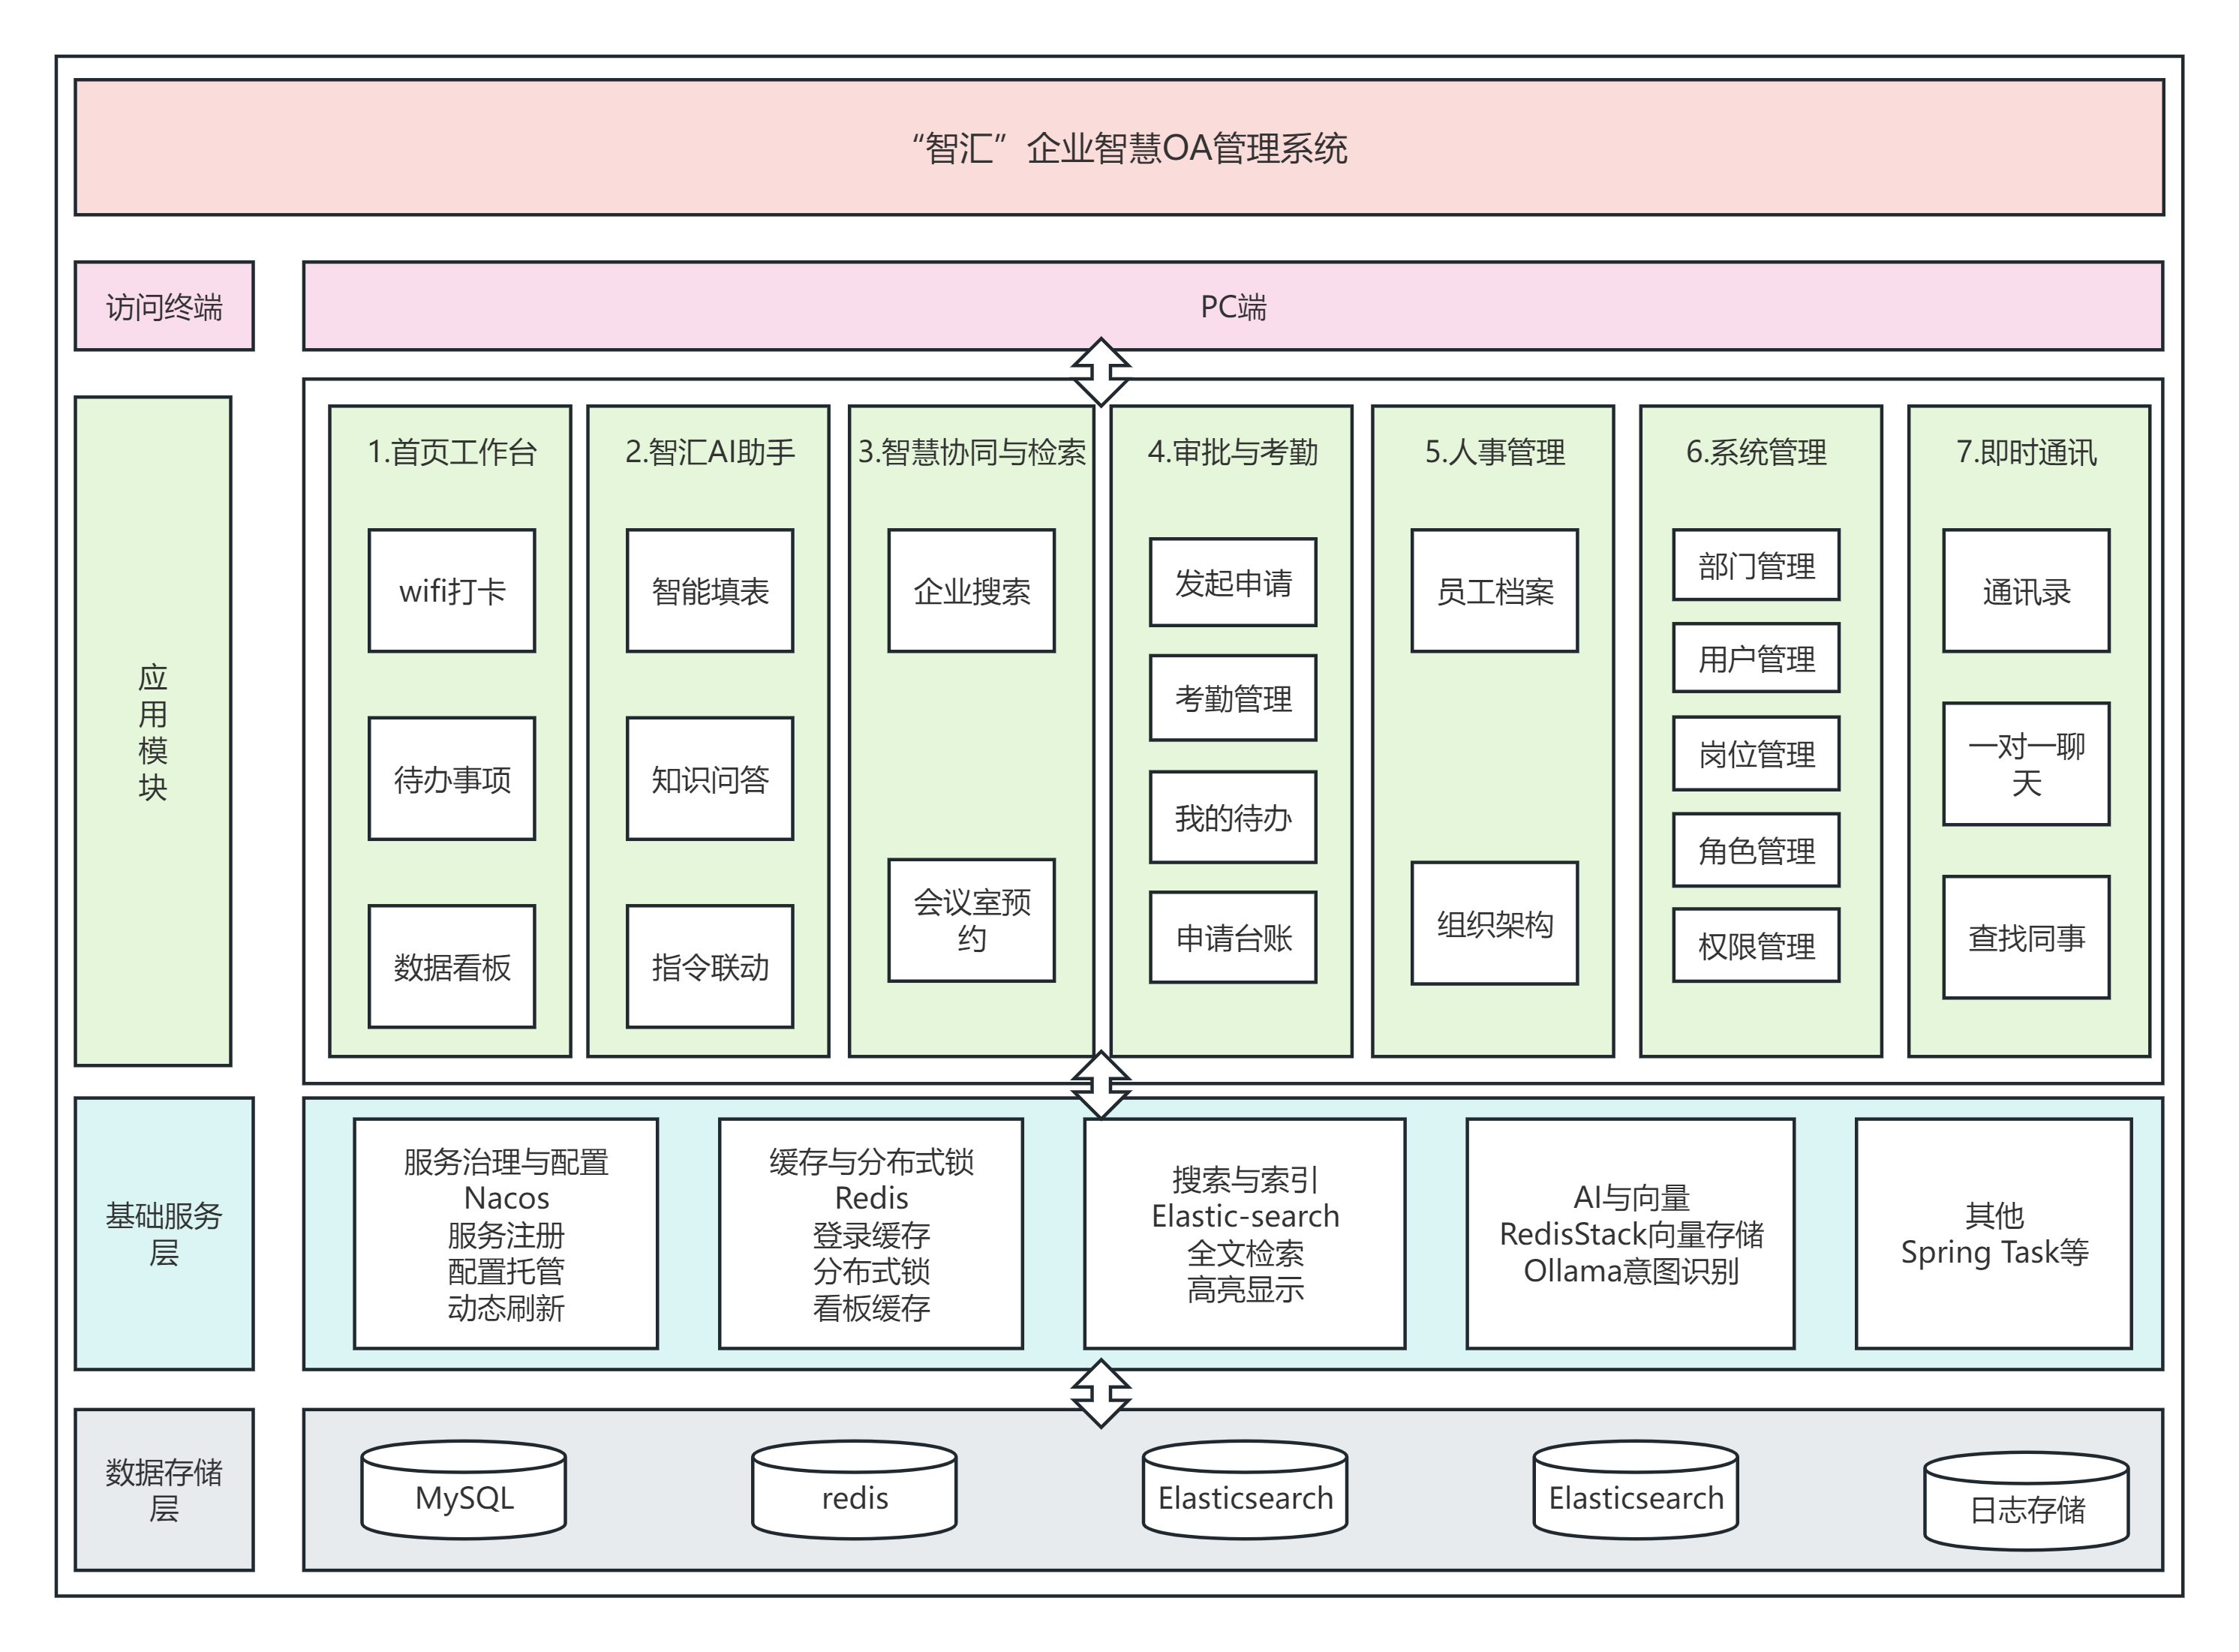 “智汇”企业智慧OA管理系统
访问终端
PC端
应
用
模
块
1.首页工作台
wifi打卡
待办事项
数据看板
2.智汇AI助手
智能填表
知识问答
指令联动
3.智慧协同与检索
企业搜索
会议室预
约
4.审批与考勤
发起申请
考勤管理
我的待办
申请台账
5.人事管理
员工档案
组织架构
6.系统管理
部门管理
用户管理
岗位管理
角色管理
权限管理
7.即时通讯
通讯录
一对一聊
天
查找同事
基础服务
层
服务治理与配置
Nacos
服务注册
配置托管
动态刷新
缓存与分布式锁
Redis
登录缓存
分布式锁
看板缓存
搜索与索引
Elastic-search
全文检索
高亮显示
AI与向量
RedisStack向量存储
Ollama意图识别
其他
Spring Task等
数据存储
层
MySQL
redis
Elasticsearch
Elasticsearch
日志存储